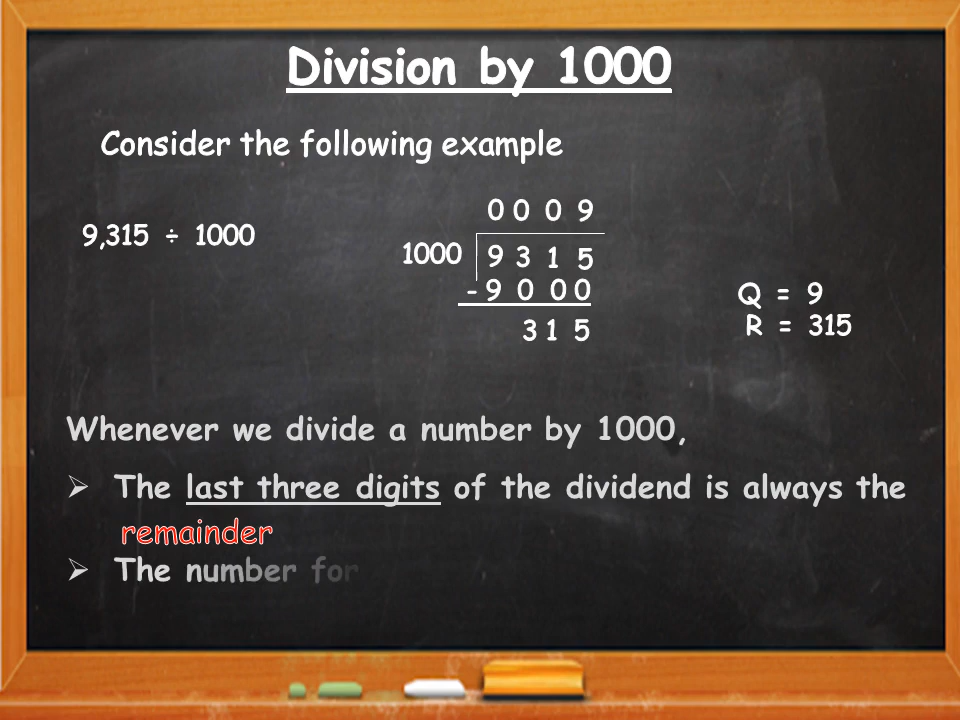 Division by 1000
Consider the following example
9,315 ÷ 1000
0 0 0 9
1000 9 3 1 5
- 9 0 0 0
3 1 5
Q = 9
R = 315
Whenever we divide a number by 1000,
➢ The last three digits of the dividend is always the
remainder
➢ The number for